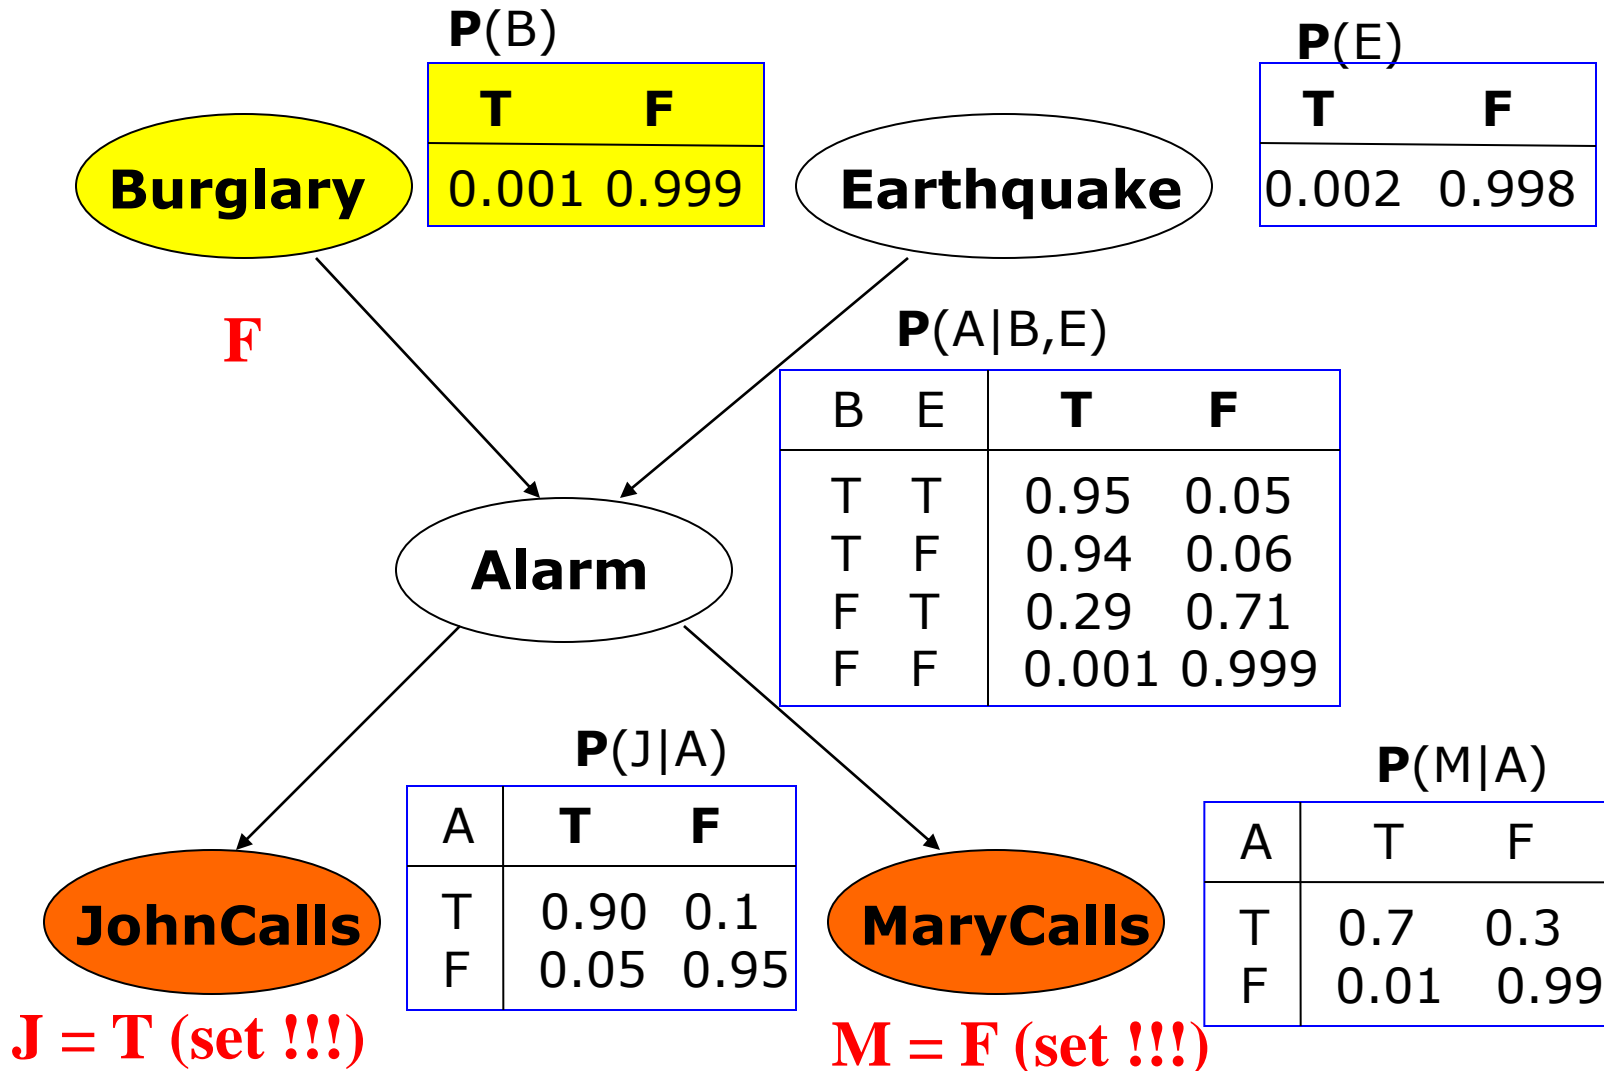 P(B)
T F
0.001 0.999
Burglary
P(E)
T F
0.002 0.998
Earthquake
F
P(A|B,E)
B E T F
T T 0.95 0.05
T F 0.94 0.06
F T 0.29 0.71
F F 0.001 0.999
Alarm
P(J|A)
A T F
T 0.90 0.1
F 0.05 0.95
JohnCalls
J = T (set !!!)
P(M|A)
A T F
T 0.7 0.3
F 0.01 0.99
MaryCalls
M = F (set !!!)